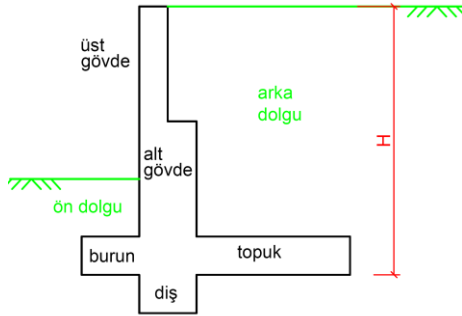 üst
gövde
arka
dolgu
H
alt
gövde
ön dolgu
burun
topuk
diş